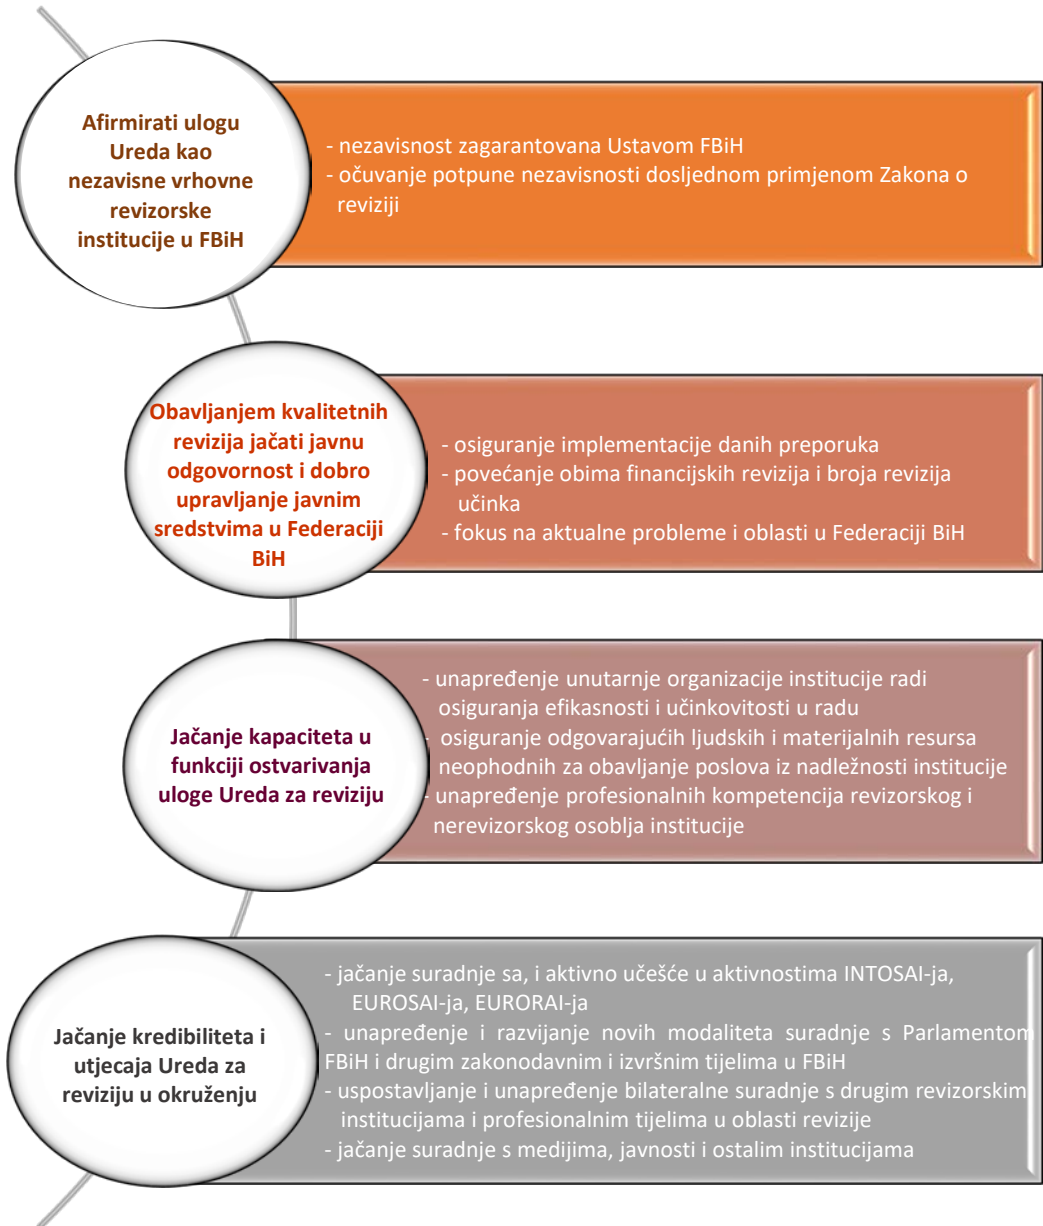 Afirmirati ulogu
Ureda kao
nezavisne vrhovne
revizorske
institucije u FBiH
- nezavisnost zagarantovana Ustavom FBiH
- očuvanje potpune nezavisnosti dosljednom primjenom Zakona o
reviziji
Obavljanjem kvalitetnih
revizija jačati javnu
odgovornost i dobro
upravljanje javnim
sredstvima u Federaciji
BiH
- osiguranje implementacije danih preporuka
- povećanje obima financijskih revizija i broja revizija
učinka
- fokus na aktualne probleme i oblasti u Federaciji BiH
Jačanje kapaciteta u
funkciji ostvarivanja
uloge Ureda za reviziju
- unapređenje unutarnje organizacije institucije radi
osiguranja efikasnosti i učinkovitosti u radu
- osiguranje odgovarajućih ljudskih i materijalnih resursa
neophodnih za obavljanje poslova iz nadležnosti institucije
- unapređenje profesionalnih kompetencija revizorskog i
nerevizorskog osoblja institucije
Jačanje kredibiliteta i
utjecaja Ureda za
reviziju u okruženju
- jačanje suradnje sa, i aktivno učešće u aktivnostima INTOSAI-ja,
EUROSAI-ja, EURORAI-ja
- unapređenje i razvijanje novih modaliteta suradnje s Parlamentom
FBiH i drugim zakonodavnim i izvršnim tijelima u FBiH
- uspostavljanje i unapređenje bilateralne suradnje s drugim revizorskim
institucijama i profesionalnim tijelima u oblasti revizije
- jačanje suradnje s medijima, javnosti i ostalim institucijama